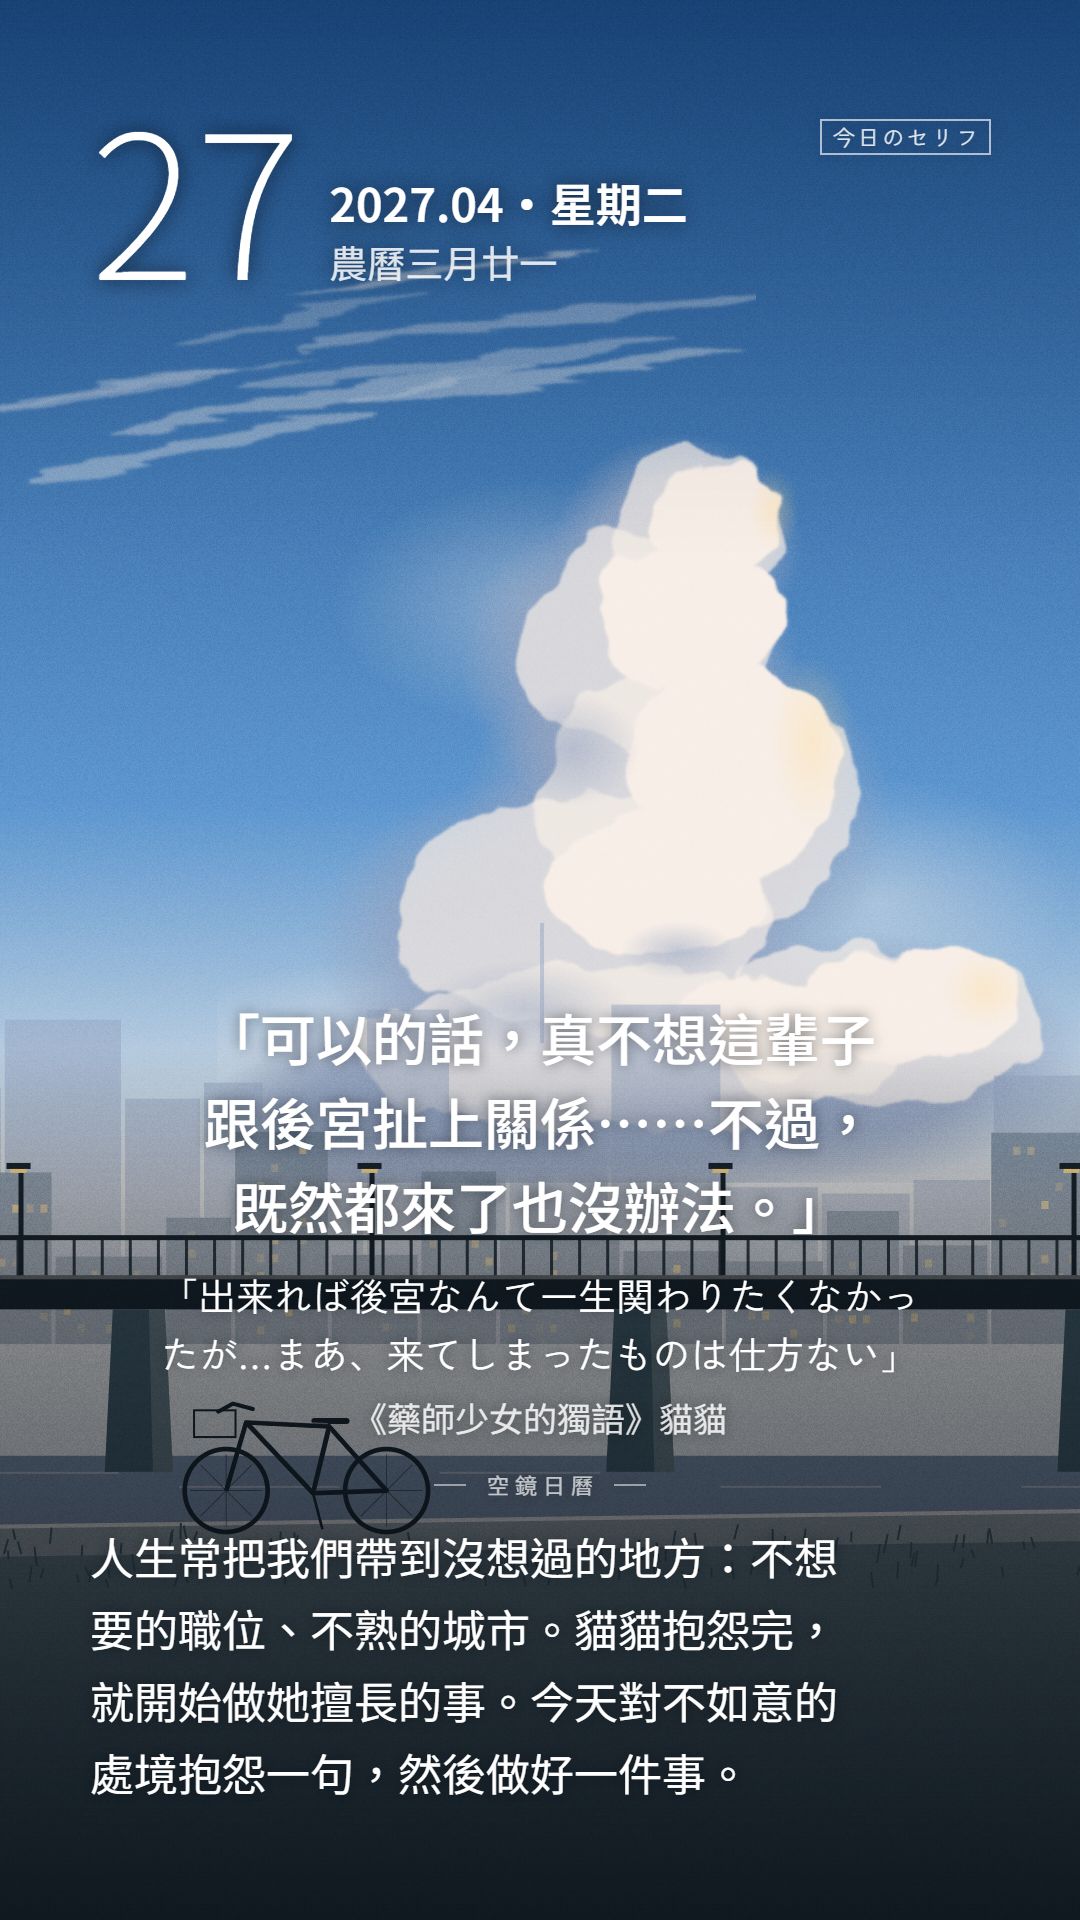 27
2027.04・星期二
農曆三月廿一
今日のセリフ
「可以的話，真不想這輩子
跟後宮扯上關係……不過，
既然都來了也沒辦法。」
「出来れば後宮なんて一生関わりたくなかっ
たが…まあ、来てしまったものは仕方ない」
《藥師少女的獨語》貓貓
— 空鏡日曆 —
人生常把我們帶到沒想過的地方：不想
要的職位、不熟的城市。貓貓抱怨完，
就開始做她擅長的事。今天對不如意的
處境抱怨一句，然後做好一件事。